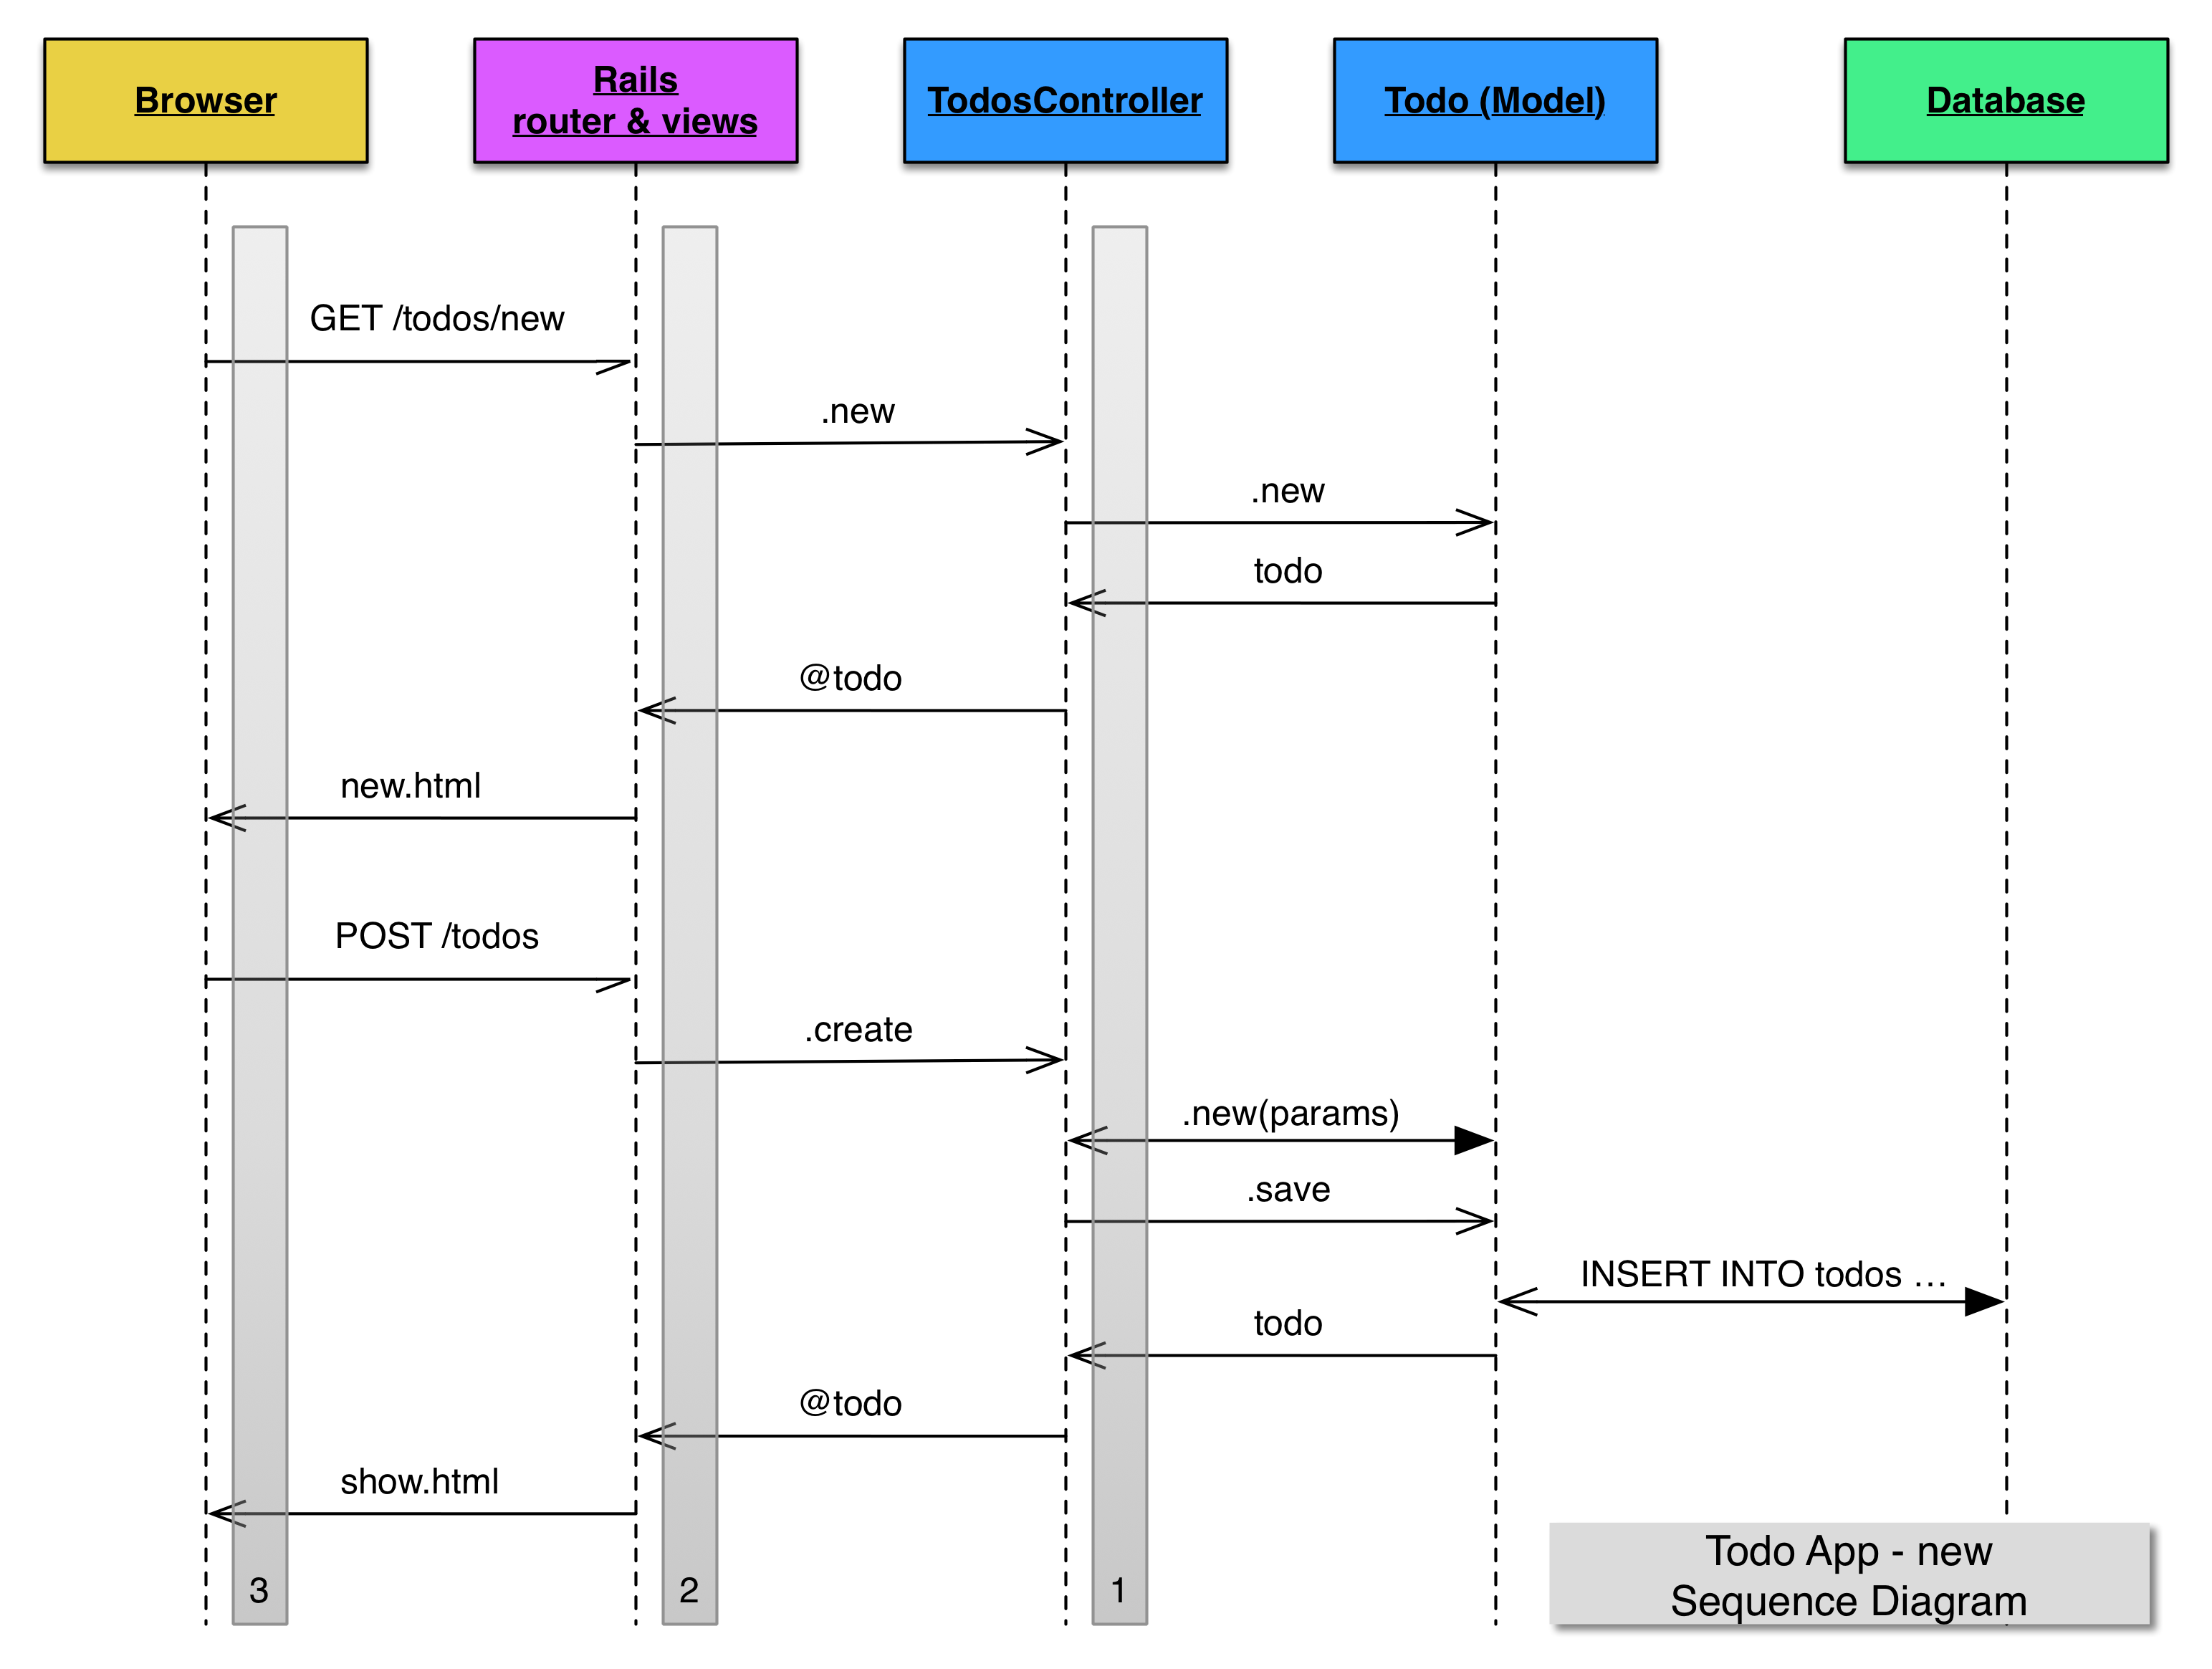 Browser
Rails
router & views
TodosController
Todo (Model)
Database
GET /todos/new
.new
.new
todo
@todo
new.html
POST /todos
.create
.new(params)
.save
INSERT INTO todos …
todo
@todo
show.html
3
2
1
Todo App - new
Sequence Diagram